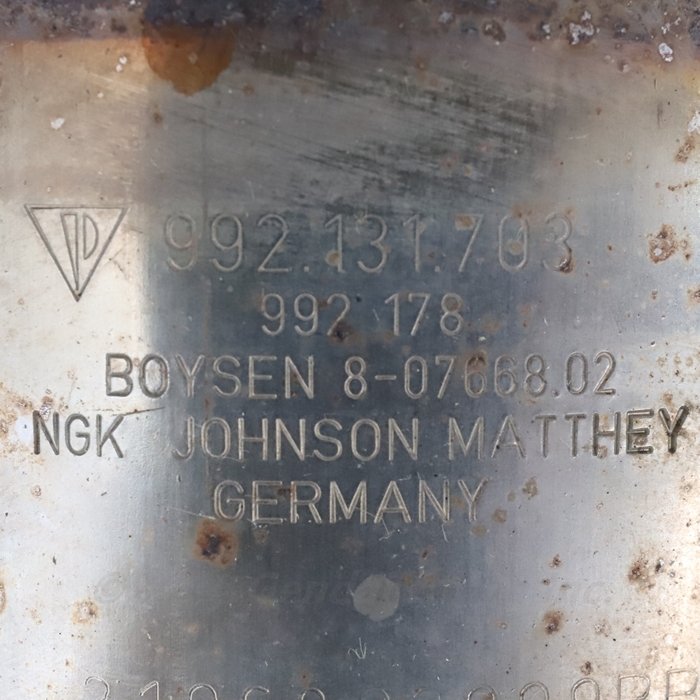 992.131.703
992 178
BOYSEN 8-07668.02
NGK JOHNSON MATTHEY
GERMANY